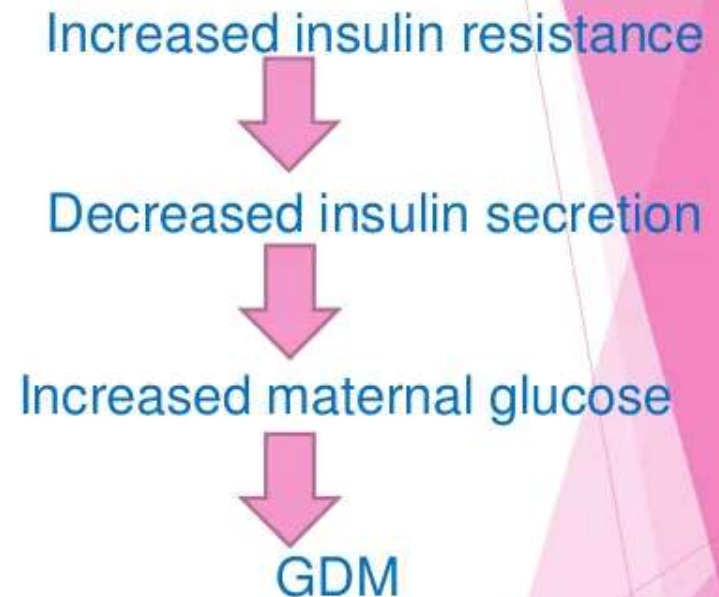 Increased insulin resistance
Decreased insulin secretion
Increased maternal glucose
GDM